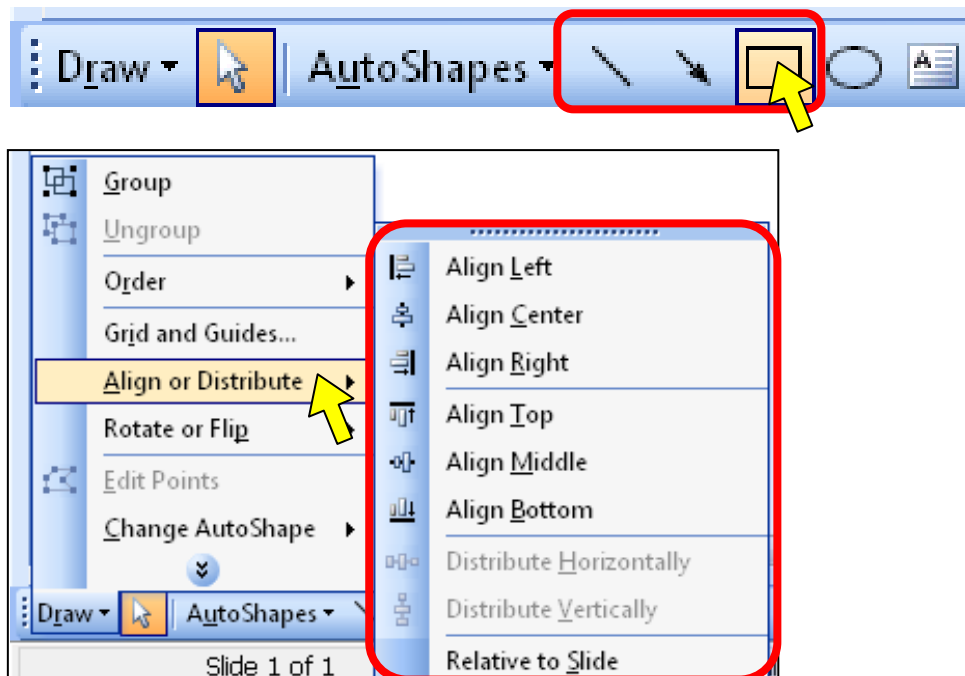 Draw AutoShapes
Group
Ungroup
Order
Grid and Guides...
Align or Distribute
Rotate or Flip
Edit Points
Change AutoShape
Align Left
Align Center
Align Right
Align Top
Align Middle
Align Bottom
Distribute Horizontally
Distribute Vertically
Relative to Slide
Draw AutoShapes
Slide 1 of 1